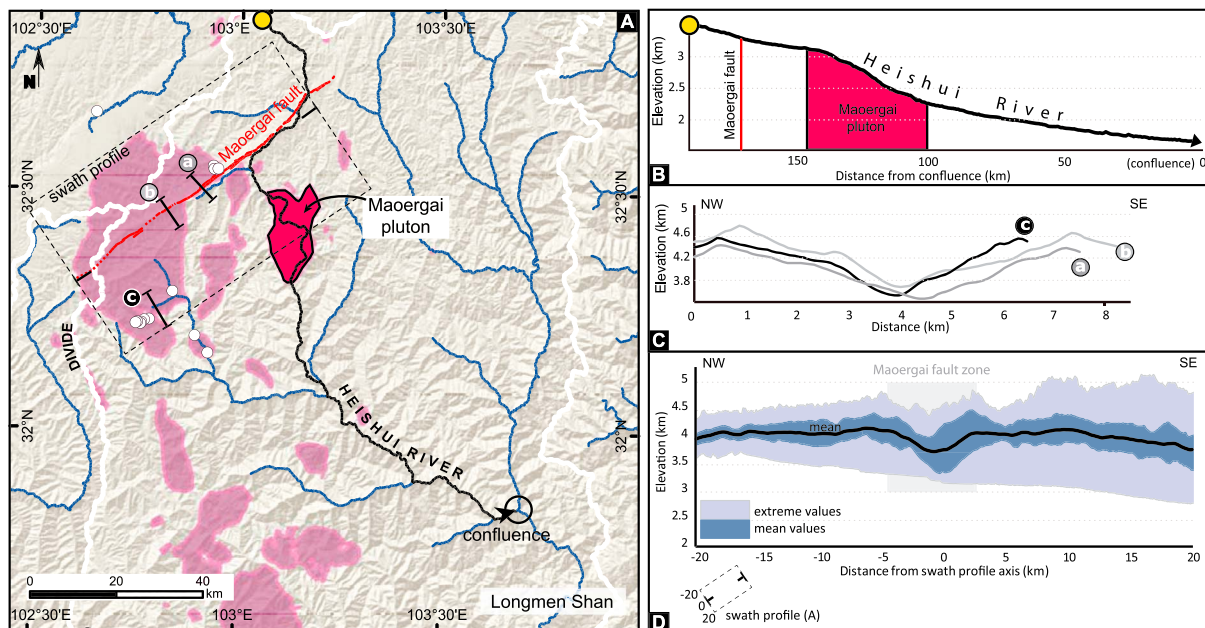 102°30'E
103°E
103°30'E
A
N
Maoergai fault
swath profile
a
b
32°30'N
32°30'N
Maoergai
pluton
c
DIVIDE
HEISHUI RIVER
32°N
32°N
confluence
0 20 40
km
Longmen Shan
102°30'E
103°E
103°30'E
Elevation (km)
3
2.5
2
Maoergai fault
Maoergai
pluton
Heishui River
150 100 50 (confluence) 0
Distance from confluence (km)
B
NW
SE
Elevation (km)
5
4.6
4.2
3.8
c
b
a
0 1 2 3 4 5 6 7 8
Distance (km)
C
NW
SE
Maoergai fault zone
Elevation (km)
5
4.5
4
3.5
3
2.5
2
mean
extreme values
mean values
-20 -15 -10 -5 0 5 10 15 20
Distance from swath profile axis (km)
-20
0
20
swath profile (A)
D